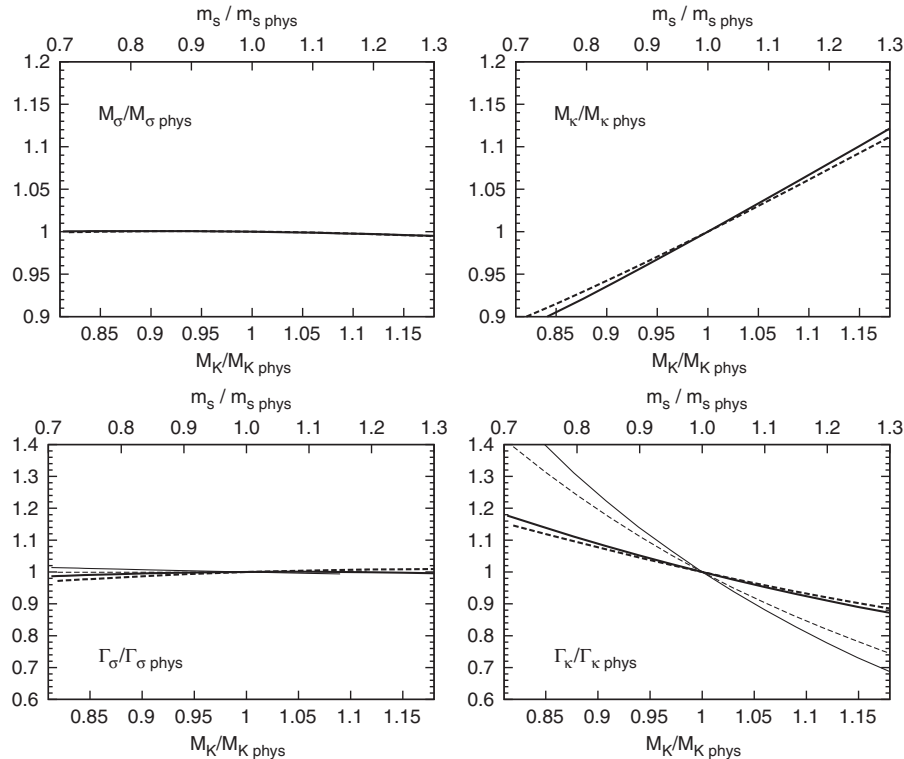 m_s / m_s phys
0.7 0.8 0.9 1.0 1.1 1.2 1.3
1.2
1.15
1.1
1.05
1
0.95
0.9
M_σ/M_σ phys
0.85 0.9 0.95 1 1.05 1.1 1.15
M_K/M_K phys
m_s / m_s phys
0.7 0.8 0.9 1.0 1.1 1.2 1.3
1.2
1.15
1.1
1.05
1
0.95
0.9
M_κ/M_κ phys
0.85 0.9 0.95 1 1.05 1.1 1.15
M_K/M_K phys
m_s / m_s phys
0.7 0.8 0.9 1.0 1.1 1.2 1.3
1.4
1.3
1.2
1.1
1
0.9
0.8
0.7
0.6
Γ_σ/Γ_σ phys
0.85 0.9 0.95 1 1.05 1.1 1.15
M_K/M_K phys
m_s / m_s phys
0.7 0.8 0.9 1.0 1.1 1.2 1.3
1.4
1.3
1.2
1.1
1
0.9
0.8
0.7
0.6
Γ_κ/Γ_κ phys
0.85 0.9 0.95 1 1.05 1.1 1.15
M_K/M_K phys